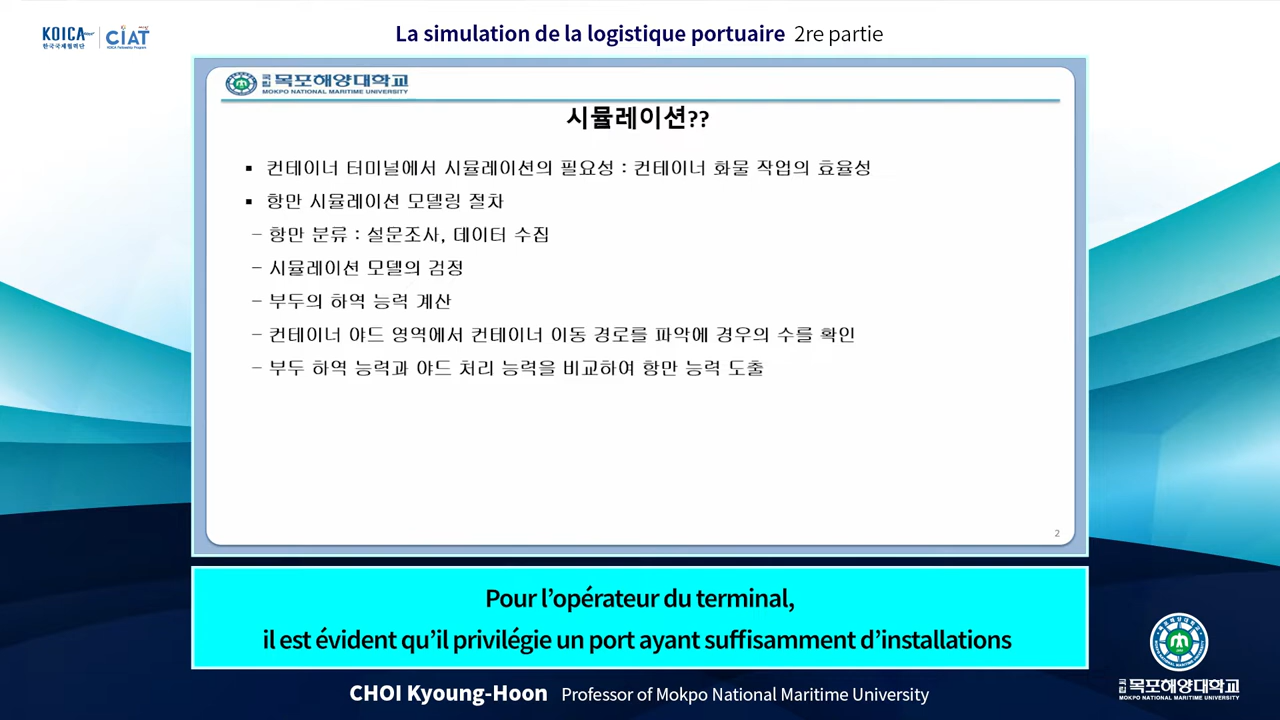 KOICA
한국국제협력단
CIAT
KOICA Fellowship Program
La simulation de la logistique portuaire 2re partie
국립 목포해양대학교
MOKPO NATIONAL MARITIME UNIVERSITY
시뮬레이션??
▪ 컨테이너 터미널에서 시뮬레이션의 필요성 : 컨테이너 화물 작업의 효율성
▪ 항만 시뮬레이션 모델링 절차
– 항만 분류 : 설문조사, 데이터 수집
– 시뮬레이션 모델의 검정
– 부두의 하역 능력 계산
– 컨테이너 야드 영역에서 컨테이너 이동 경로를 파악에 경우의 수를 확인
– 부두 하역 능력과 야드 처리 능력을 비교하여 항만 능력 도출
2
Pour l’opérateur du terminal,
il est évident qu’il privilégie un port ayant suffisamment d’installations
CHOI Kyoung-Hoon Professor of Mokpo National Maritime University
국립 목포해양대학교
MOKPO NATIONAL MARITIME UNIVERSITY